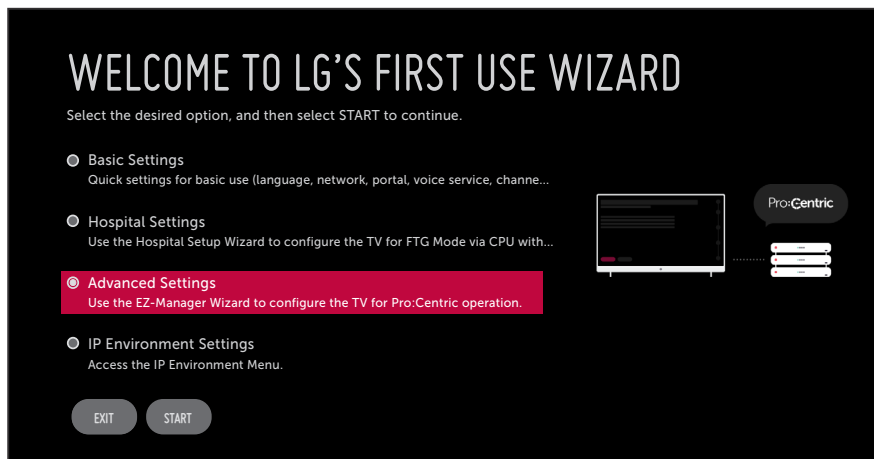 WELCOME TO LG'S FIRST USE WIZARD
Select the desired option, and then select START to continue.
Basic Settings
Quick settings for basic use (language, network, portal, voice service, channe...
Hospital Settings
Use the Hospital Setup Wizard to configure the TV for FTG Mode via CPU with...
Advanced Settings
Use the EZ-Manager Wizard to configure the TV for Pro:Centric operation.
IP Environment Settings
Access the IP Environment Menu.
Pro:Centric
EXIT START